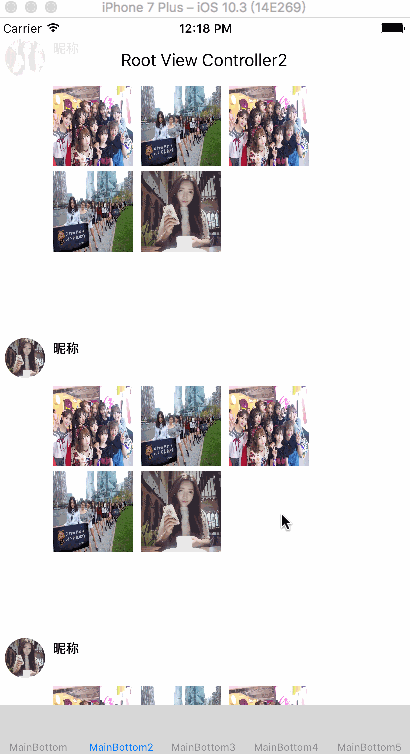 iPhone 7 Plus – iOS 10.3 (14E269)
Carrier 12:18 PM
昵称
Root View Controller2
昵称
昵称
MainBottom MainBottom2 MainBottom3 MainBottom4 MainBottom5